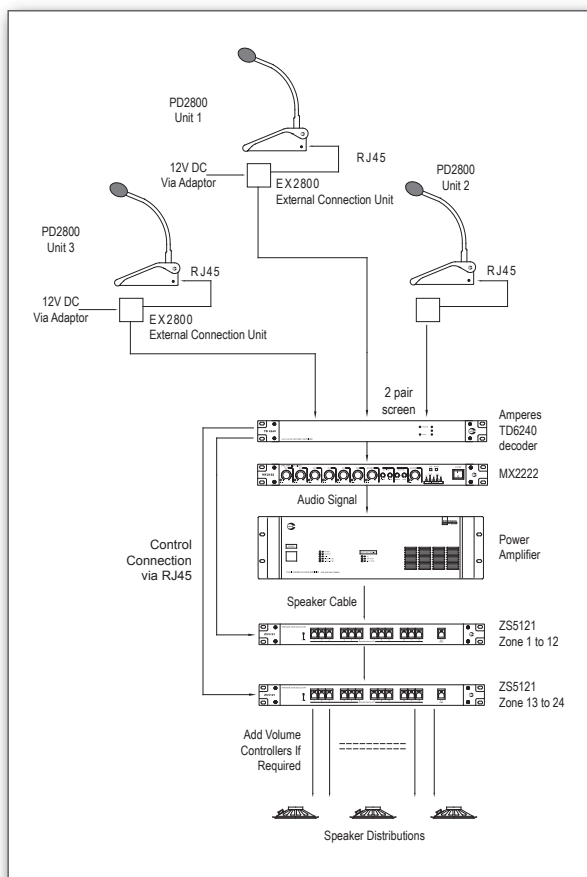 PD2800
Unit 1
12V DC
Via Adaptor
RJ45
EX2800
External Connection Unit
PD2800
Unit 2
RJ45
PD2800
Unit 3
RJ45
12V DC
Via Adaptor
EX2800
External Connection Unit
2 pair
screen
Amperes
TD6240
decoder
MX2222
Audio Signal
Power
Amplifier
Control
Connection
via RJ45
Speaker Cable
ZS5121
Zone 1 to 12
ZS5121
Zone 13 to 24
Add Volume
Controllers If
Required
Speaker Distributions